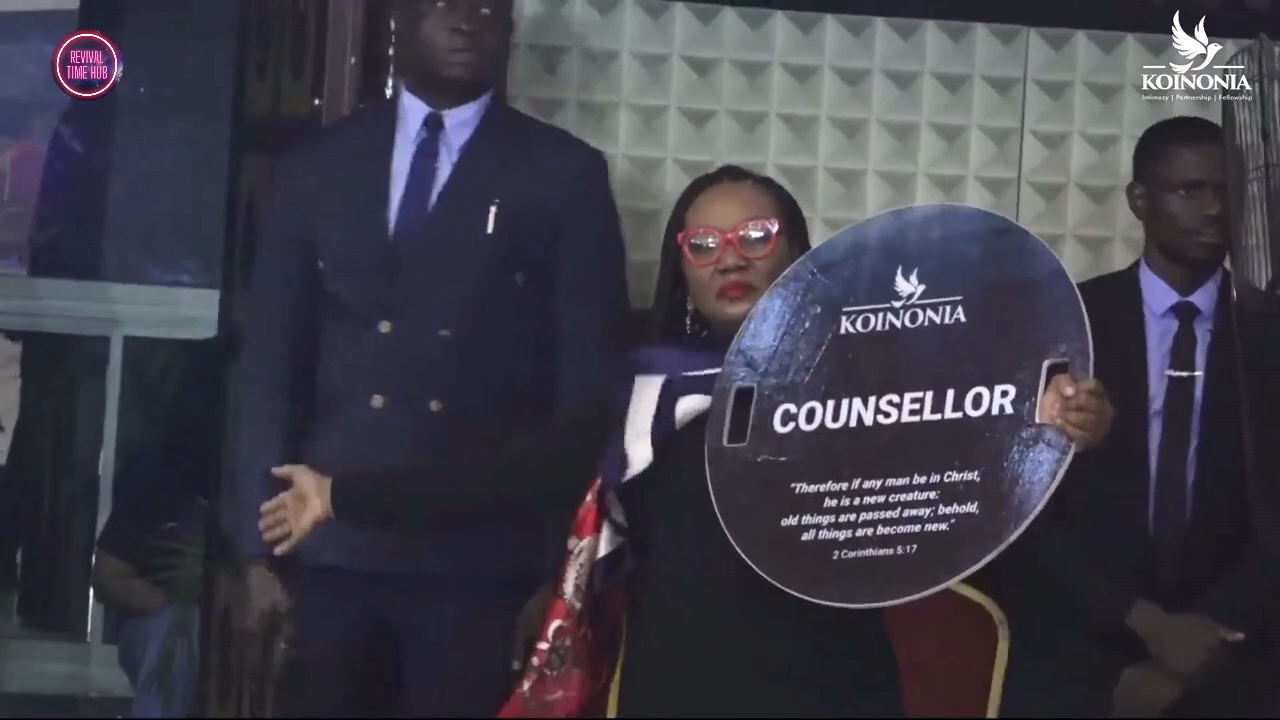 REVIVAL
TIME HUB
KOINONIA
Intimacy | Partnership | Fellowship
KOINONIA
COUNSELLOR
"Therefore if any man be in Christ,
he is a new creature:
old things are passed away; behold,
all things are become new."
2 Corinthians 5:17